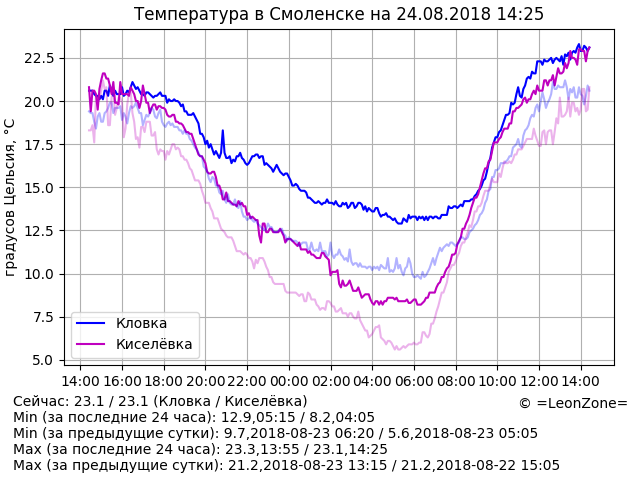 Температура в Смоленске на 24.08.2018 14:25
градусов Цельсия, °C
22.5
20.0
17.5
15.0
12.5
10.0
7.5
5.0
Кловка
Киселёвка
14:00 16:00 18:00 20:00 22:00 00:00 02:00 04:00 06:00 08:00 10:00 12:00 14:00
Сейчас: 23.1 / 23.1 (Кловка / Киселёвка)
© =LeonZone=
Min (за последние 24 часа): 12.9,05:15 / 8.2,04:05
Min (за предыдущие сутки): 9.7,2018-08-23 06:20 / 5.6,2018-08-23 05:05
Max (за последние 24 часа): 23.3,13:55 / 23.1,14:25
Max (за предыдущие сутки): 21.2,2018-08-23 13:15 / 21.2,2018-08-22 15:05